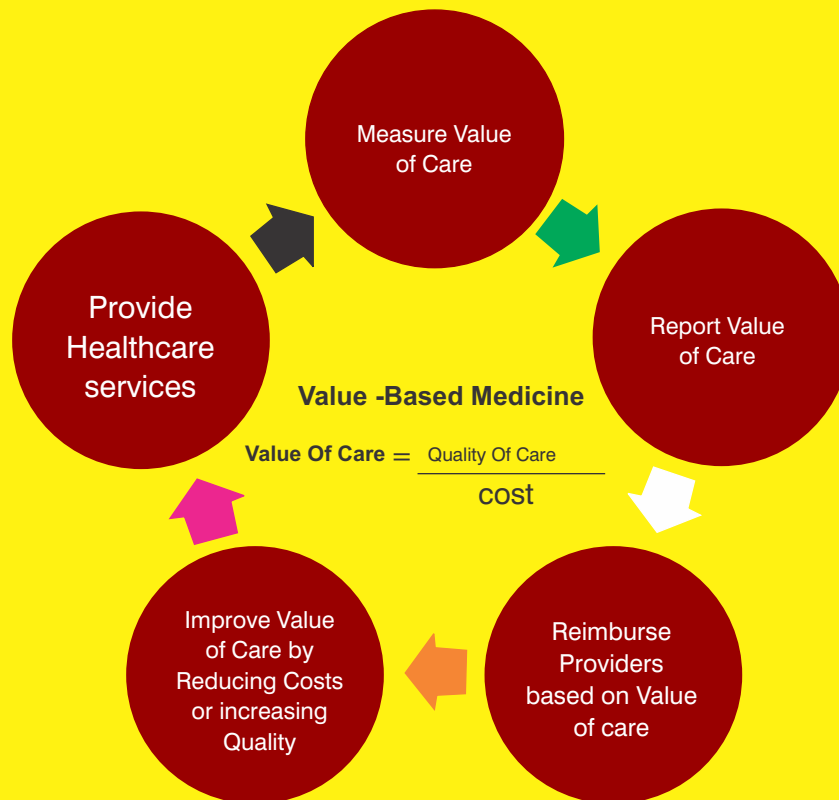 Measure Value
of Care
Provide
Healthcare
services
Report Value
of Care
Value -Based Medicine
Value Of Care = Quality Of Care
cost
Improve Value
of Care by
Reducing Costs
or increasing
Quality
Reimburse
Providers
based on Value
of care